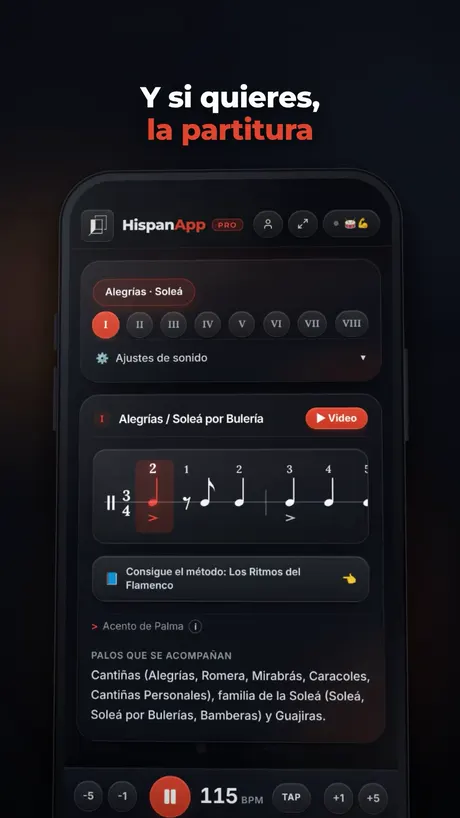 Y si quieres,
la partitura
HispanApp PRO
Alegrías · Soleá
I II III IV V VI VII VIII
Ajustes de sonido
I Alegrías / Soleá por Bulería
Video
2 1 2 3 4
3
4
>
>
Consigue el método: Los Ritmos del
Flamenco
> Acento de Palma i
PALOS QUE SE ACOMPAÑAN
Cantiñas (Alegrías, Romera, Mirabrás, Caracoles,
Cantiñas Personales), familia de la Soleá (Soleá,
Soleá por Bulerías, Bamberas) y Guajiras.
-5 -1 115 BPM TAP +1 +5